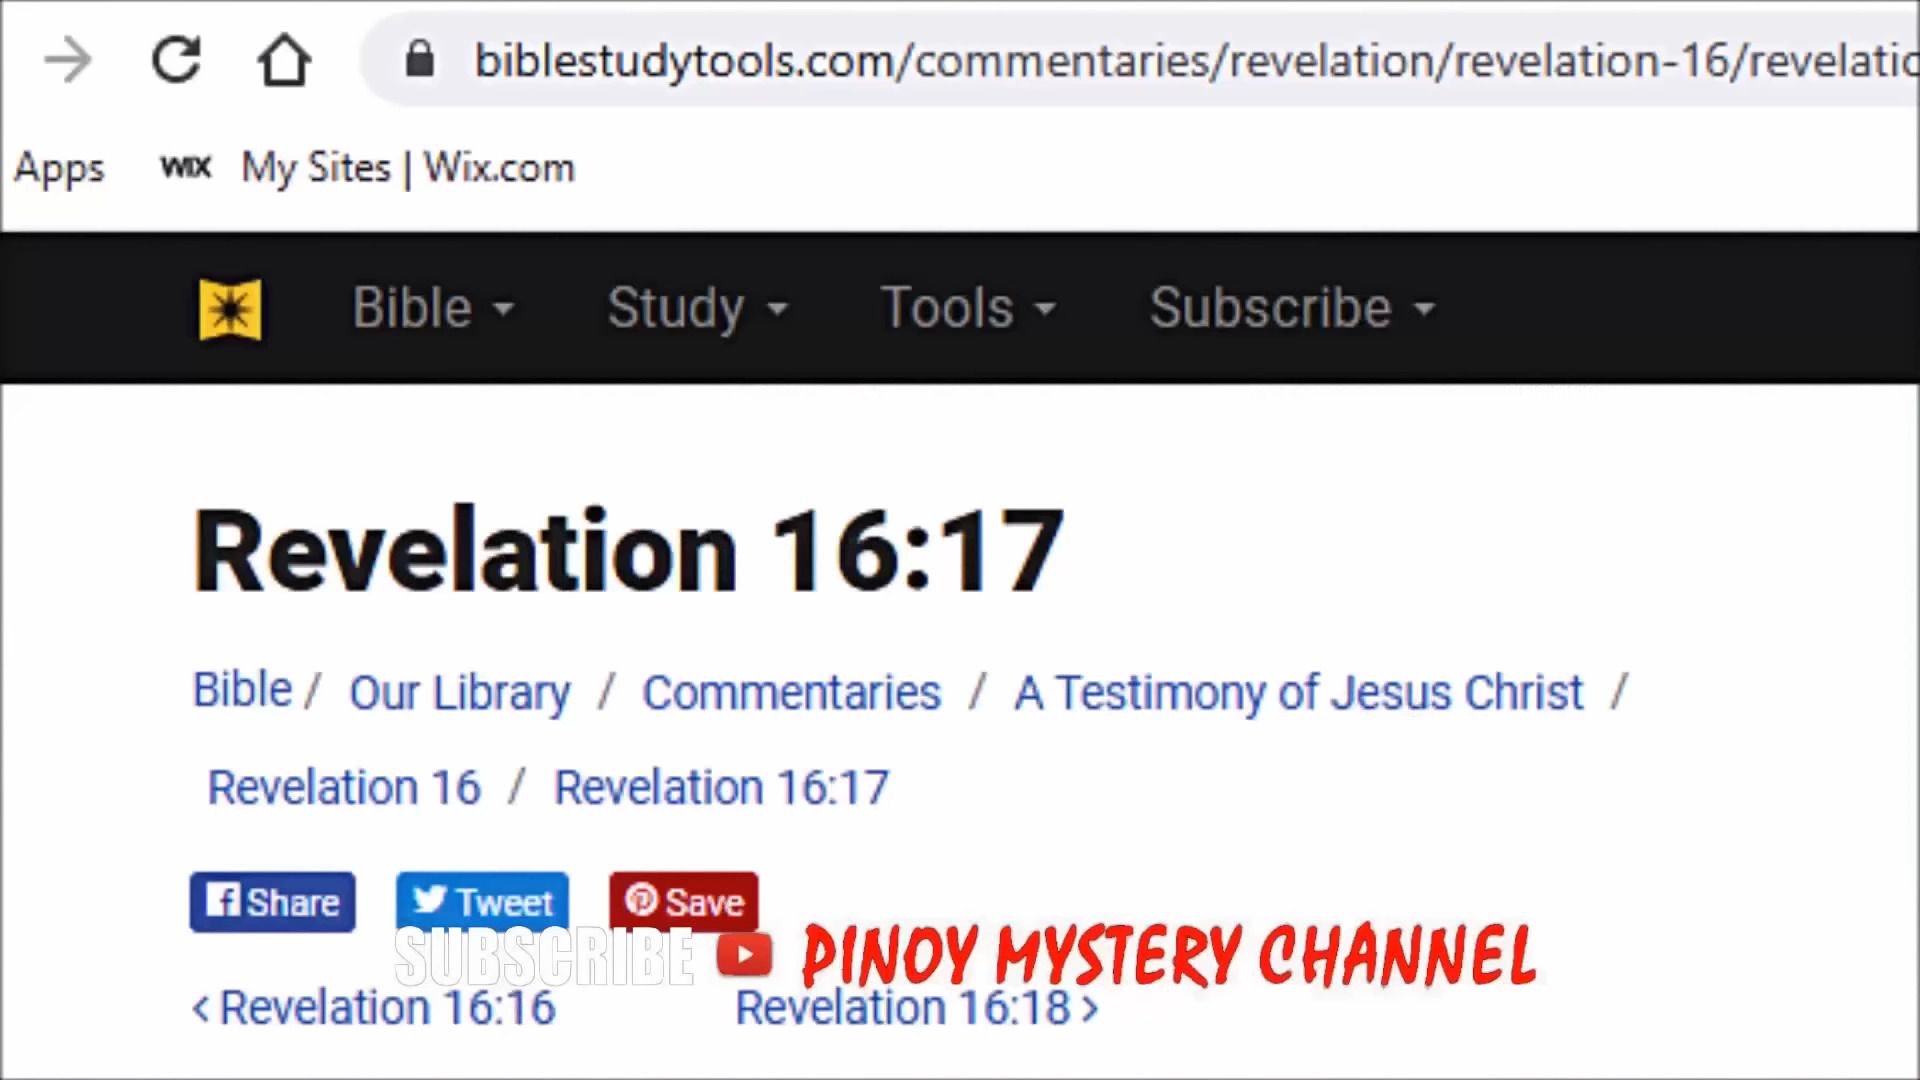 biblestudytools.com/commentaries/revelation/revelation-16/revelatio
Apps WIX My Sites | Wix.com
Bible Study Tools Subscribe
Revelation 16:17
Bible / Our Library / Commentaries / A Testimony of Jesus Christ /
Revelation 16 / Revelation 16:17
Share Tweet Save
SUBSCRIBE PINOY MYSTERY CHANNEL
< Revelation 16:16 Revelation 16:18 >